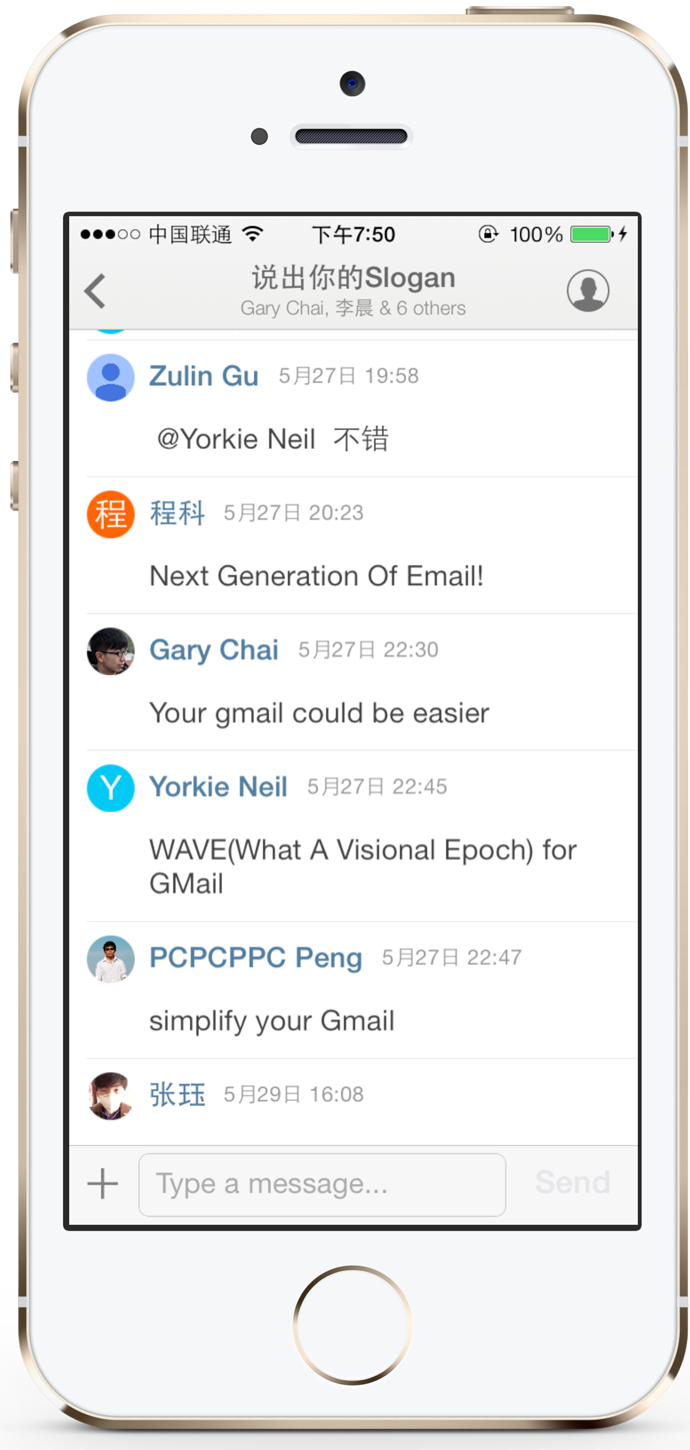 中国联通 下午7:50 100%
说出你的Slogan
Gary Chai, 李晨 & 6 others
Zulin Gu 5月27日 19:58
@Yorkie Neil 不错
程 程科 5月27日 20:23
Next Generation Of Email!
Gary Chai 5月27日 22:30
Your gmail could be easier
Y Yorkie Neil 5月27日 22:45
WAVE(What A Visional Epoch) for
GMail
PCPCPPC Peng 5月27日 22:47
simplify your Gmail
张珏 5月29日 16:08
Type a message... Send